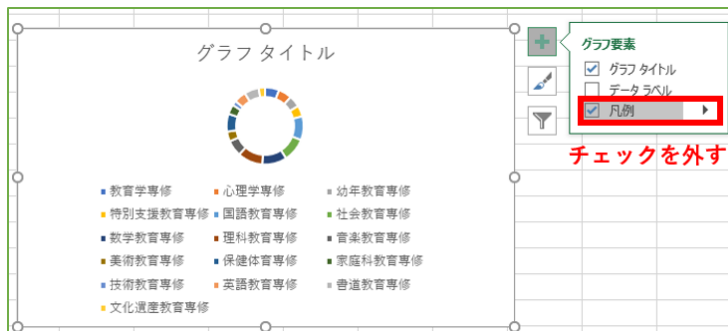 グラフ タイトル
教育学専修 心理学専修 幼年教育専修
特別支援教育専修 国語教育専修 社会教育専修
数学教育専修 理科教育専修 音楽教育専修
美術教育専修 保健体育専修 家庭科教育専修
技術教育専修 英語教育専修 書道教育専修
文化遺産教育専修
グラフ要素
グラフ タイトル
データ ラベル
凡例
チェックを外す